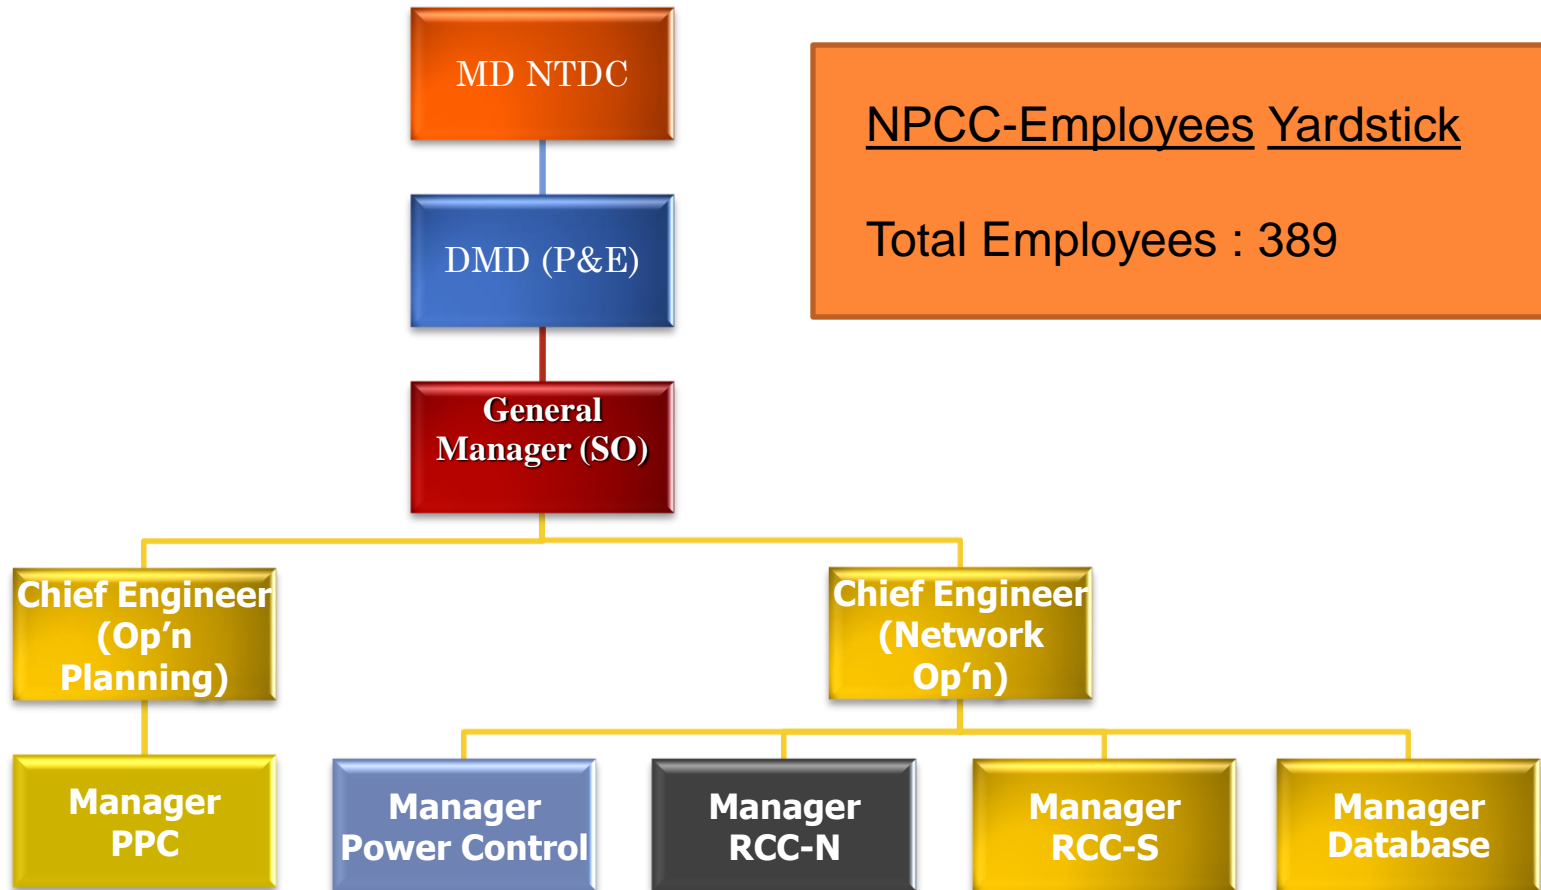 MD NTDC
NPCC-Employees Yardstick
Total Employees : 389
DMD (P&E)
General
Manager (SO)
Chief Engineer
(Op’n
Planning)
Chief Engineer
(Network
Op’n)
Manager
PPC
Manager
Power Control
Manager
RCC-N
Manager
RCC-S
Manager
Database